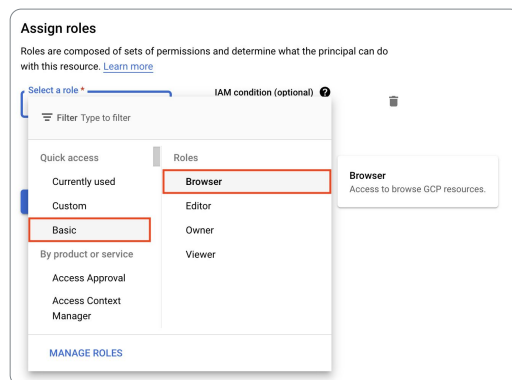 Assign roles
Roles are composed of sets of permissions and determine what the principal can do
with this resource. Learn more
Select a role *
IAM condition (optional) ?
Filter Type to filter
Quick access
Currently used
Custom
Basic
By product or service
Access Approval
Access Context
Manager
Roles
Browser
Editor
Owner
Viewer
Browser
Access to browse GCP resources.
MANAGE ROLES